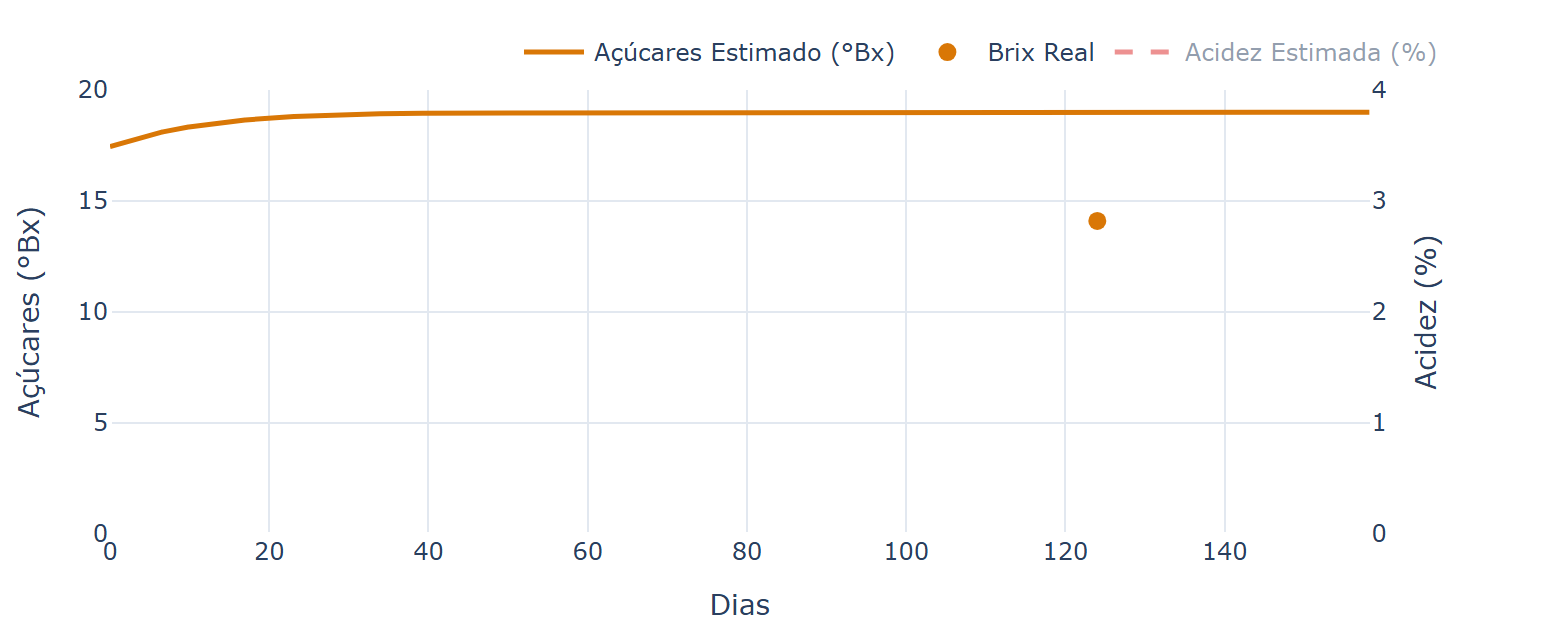 Açúcares Estimado (°Bx) Brix Real Acidez Estimada (%)
20 4
15 3
10 2
5 1
0 0
0 20 40 60 80 100 120 140
Açúcares (°Bx)
Acidez (%)
Dias